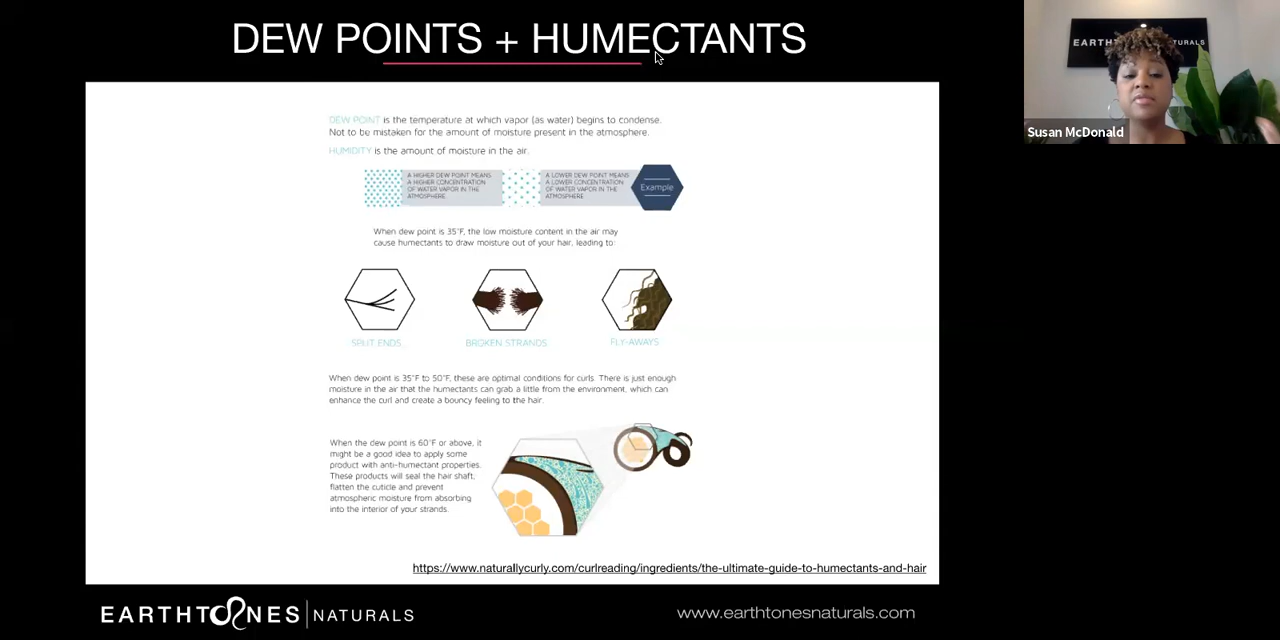 DEW POINTS + HUMECTANTS
EARTH NATURALS
Susan McDonald
DEW POINT is the temperature at which vapor (as water) begins to condense.
Not to be mistaken for the amount of moisture present in the atmosphere.
HUMIDITY is the amount of moisture in the air.
A HIGHER DEW POINT MEANS
A HIGHER CONCENTRATION
OF WATER VAPOR IN THE
ATMOSPHERE
A LOWER DEW POINT MEANS
A LOWER CONCENTRATION
OF WATER VAPOR IN THE
ATMOSPHERE
Example
When dew point is 35°F, the low moisture content in the air may
cause humectants to draw moisture out of your hair, leading to:
SPLIT ENDS
BROKEN STRANDS
FLY-AWAYS
When dew point is 35°F to 50°F, these are optimal conditions for curls. There is just enough
moisture in the air that the humectants can grab a little from the environment, which can
enhance the curl and create a bouncy feeling to the hair.
When the dew point is 60°F or above, it
might be a good idea to apply some
product with anti-humectant properties.
These products will seal the hair shaft,
flatten the cuticle and prevent
atmospheric moisture from absorbing
into the interior of your strands.
https://www.naturallycurly.com/curlreading/ingredients/the-ultimate-guide-to-humectants-and-hair
EARTHTONES NATURALS
www.earthtonesnaturals.com